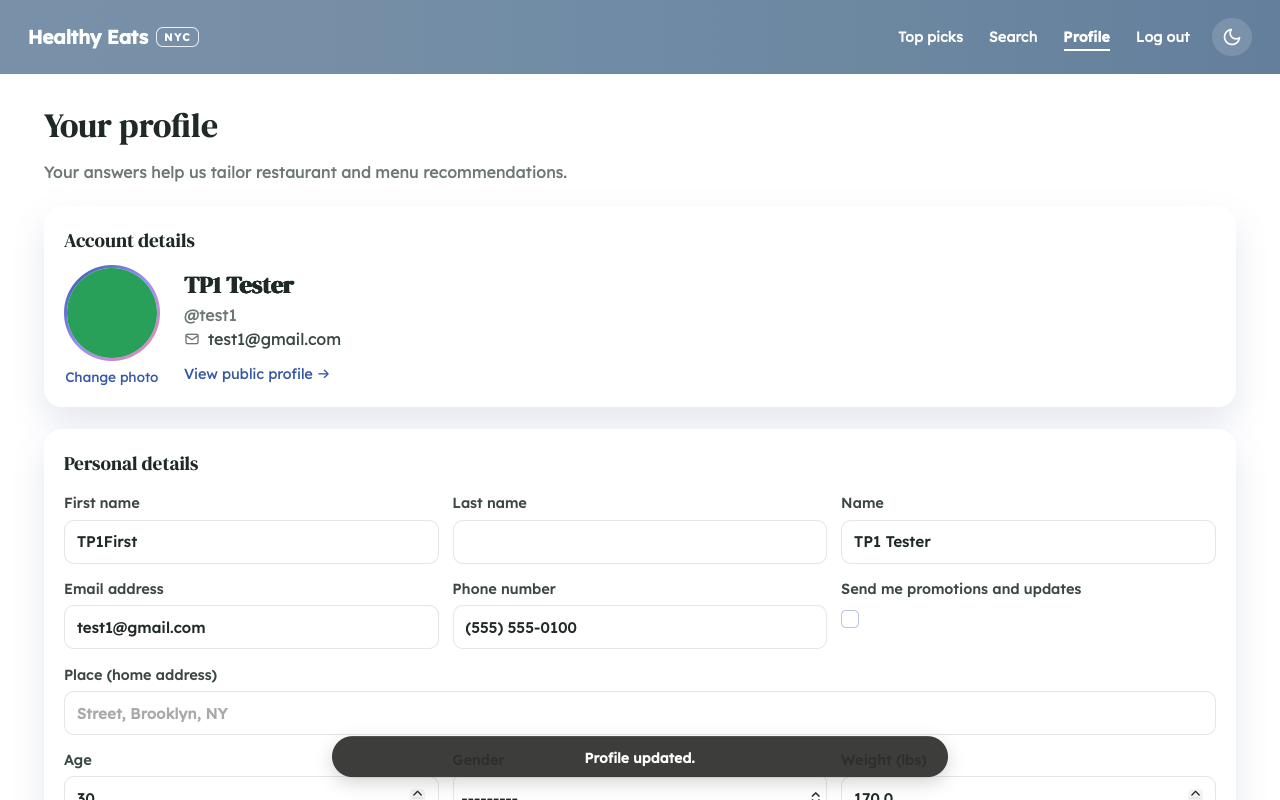 Healthy Eats NYC
Top picks Search Profile Log out
Your profile
Your answers help us tailor restaurant and menu recommendations.
Account details
TP1 Tester
@test1
test1@gmail.com
Change photo
View public profile →
Personal details
First name Last name Name
TP1First TP1 Tester
Email address Phone number Send me promotions and updates
test1@gmail.com (555) 555-0100
Place (home address)
Street, Brooklyn, NY
Profile updated.
Age Gender Weight (lbs)
30 --------- 170.0